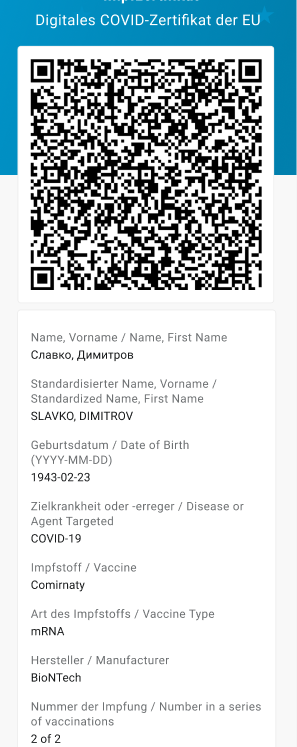 Digitales COVID-Zertifikat der EU
Name, Vorname / Name, First Name
Славко, Димитров
Standardisierter Name, Vorname /
Standardized Name, First Name
SLAVKO, DIMITROV
Geburtsdatum / Date of Birth
(YYYY-MM-DD)
1943-02-23
Zielkrankheit oder -erreger / Disease or
Agent Targeted
COVID-19
Impfstoff / Vaccine
Comirnaty
Art des Impfstoffs / Vaccine Type
mRNA
Hersteller / Manufacturer
BioNTech
Nummer der Impfung / Number in a series
of vaccinations
2 of 2